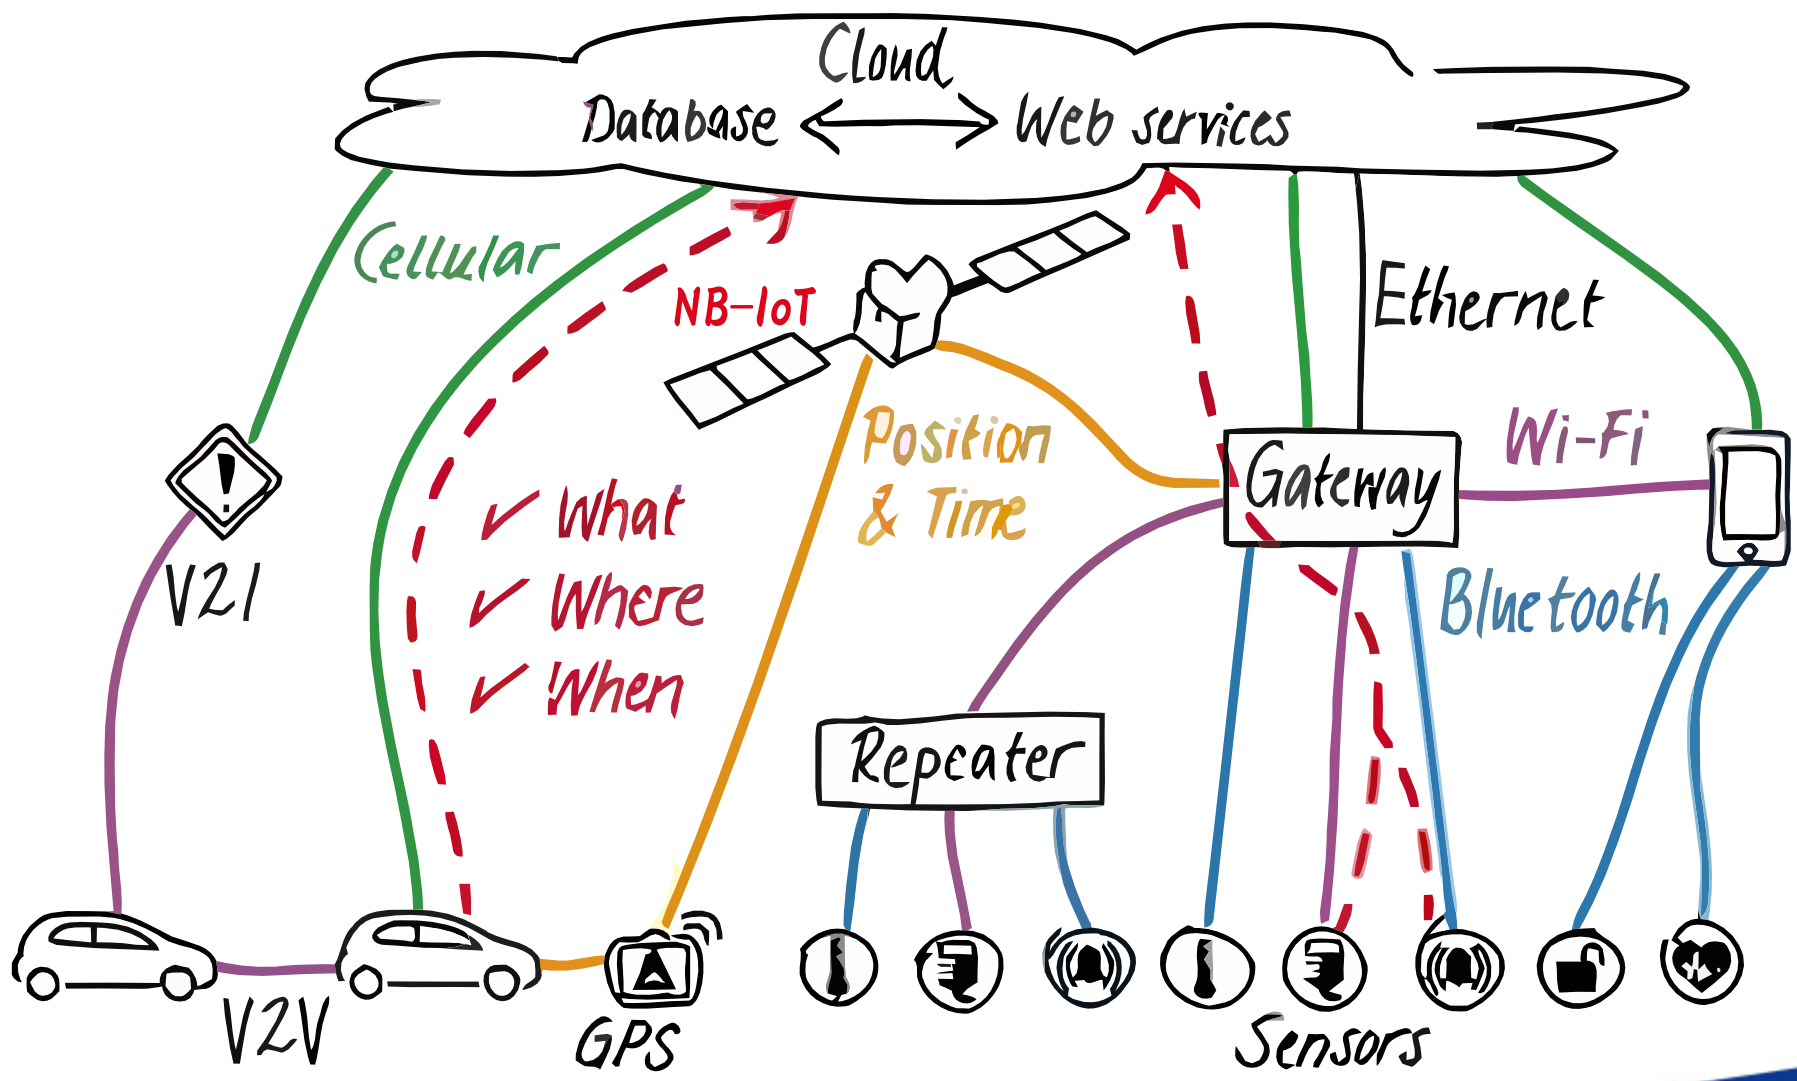 Cloud
Database Web services
Cellular
NB-IoT
Ethernet
Position
& Time
Gateway
Wi-Fi
!
V2I
What
Where
When
Bluetooth
Repeater
V2V
GPS
Sensors